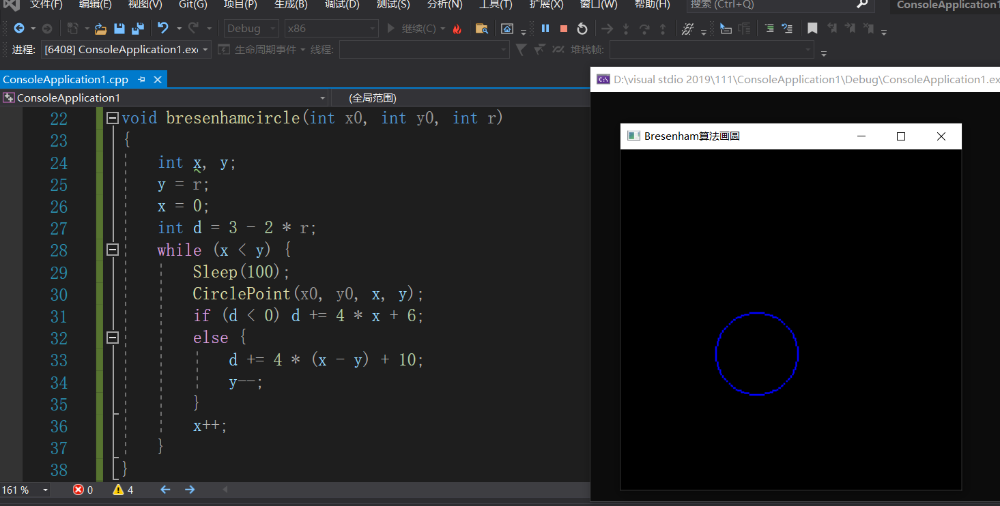 文件(F) 编辑(E) 视图(V) Git(G) 项目(P) 生成(B) 调试(D) 测试(S) 分析(N) 工具(T) 扩展(X) 窗口(W) 帮助(H) 搜索 (Ctrl+Q) ConsoleApplication1
Debug x86 继续(C)
进程: [6408] ConsoleApplication1.exe 生命周期事件 线程: 堆栈帧:
ConsoleApplication1.cpp
ConsoleApplication1 (全局范围)
22 void bresenhamcircle(int x0, int y0, int r)
23 {
24 int x, y;
25 y = r;
26 x = 0;
27 int d = 3 - 2 * r;
28 while (x < y) {
29 Sleep(100);
30 CirclePoint(x0, y0, x, y);
31 if (d < 0) d += 4 * x + 6;
32 else {
33 d += 4 * (x - y) + 10;
34 y--;
35 }
36 x++;
37 }
38 }
161 % 0 4
D:\visual stdio 2019\111\ConsoleApplication1\Debug\ConsoleApplication1.ex
Bresenham算法画圆